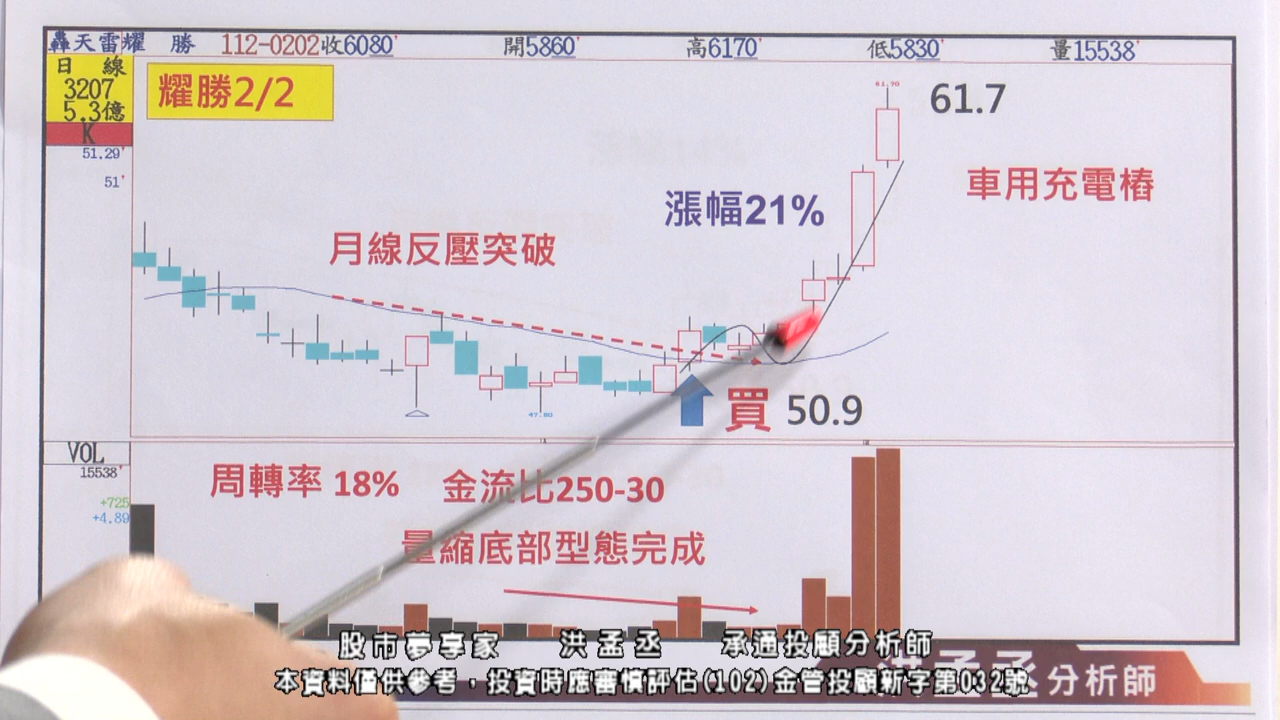 轟天雷耀 勝 112-0202收6080' 開5860' 高6170' 低5830' 量15538'
日 線
3207
5.3億
K
51.29'
51'
耀勝2/2
61.70
61.7
車用充電樁
漲幅21%
月線反壓突破
47.80
買 50.9
VOL
15538'
+725
+4.89
周轉率 18% 金流比250-30
量縮底部型態完成
股市夢享家 洪孟丞 承通投顧分析師
洪孟丞 分析師
本資料僅供參考，投資時應審慎評估(102)金管投顧新字第032號